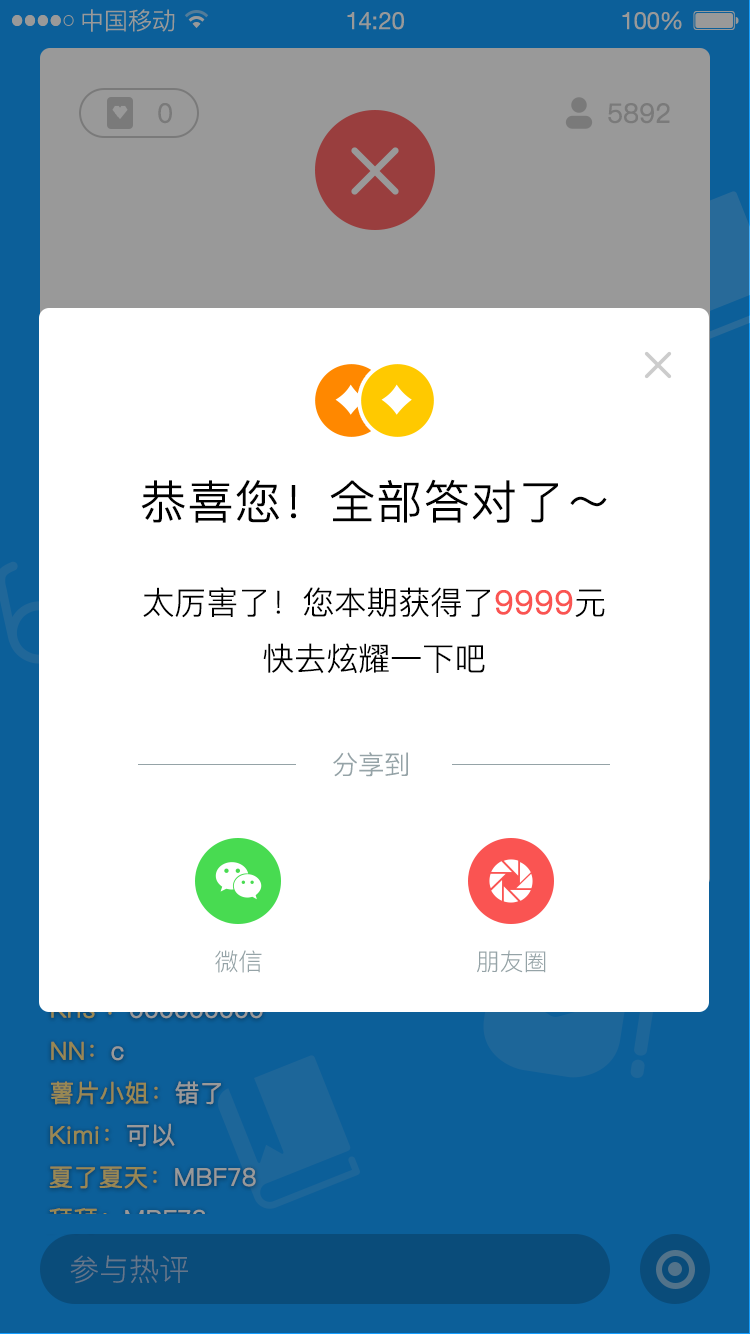 中国移动 14:20 100%
0 5892
恭喜您！全部答对了～
太厉害了！您本期获得了9999元
快去炫耀一下吧
分享到
微信 朋友圈
NN：c
薯片小姐：错了
Kimi：可以
夏了夏天：MBF78
参与热评